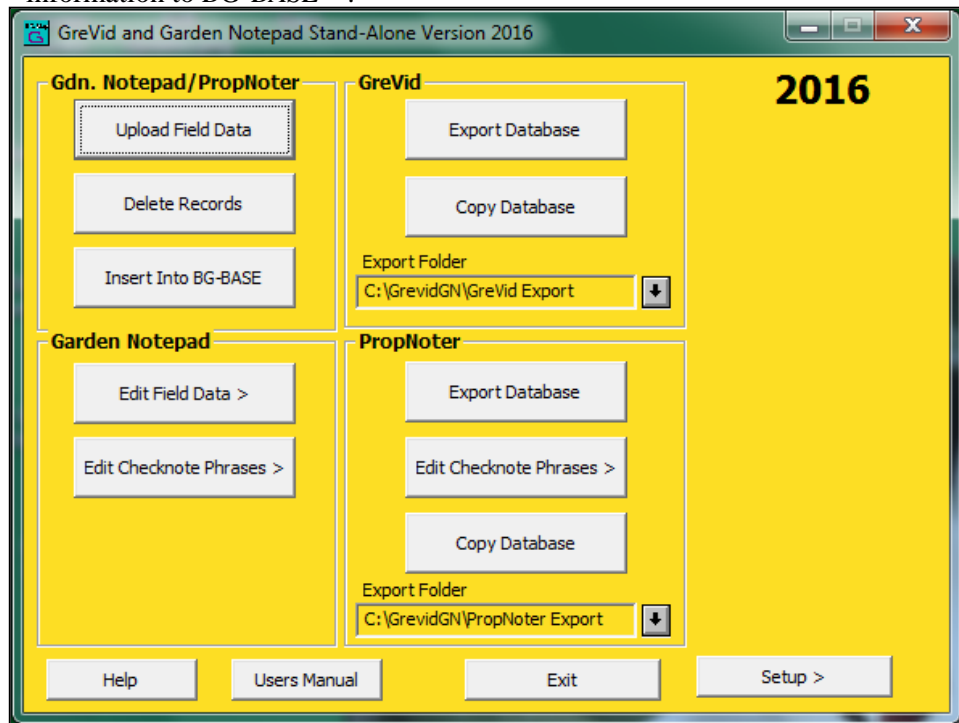 GreVid and Garden Notepad Stand-Alone Version 2016
Gdn. Notepad/PropNoter
Upload Field Data
Delete Records
Insert Into BG-BASE
GreVid
Export Database
Copy Database
Export Folder
C:\GrevidGN\GreVid Export
2016
Garden Notepad
Edit Field Data >
Edit Checknote Phrases >
PropNoter
Export Database
Edit Checknote Phrases >
Copy Database
Export Folder
C:\GrevidGN\PropNoter Export
Help
Users Manual
Exit
Setup >